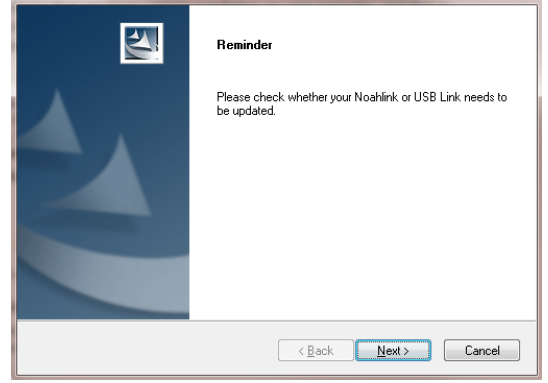 Reminder
Please check whether your Noahlink or USB Link needs to
be updated.
< Back
Next >
Cancel